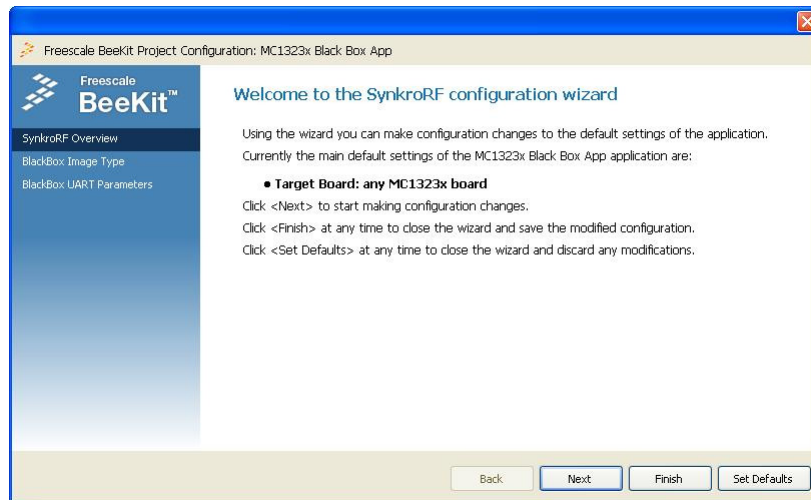 Freescale BeeKit Project Configuration: MC1323x Black Box App
Freescale
BeeKit™
Welcome to the SynkroRF configuration wizard
SynkroRF Overview
BlackBox Image Type
BlackBox UART Parameters
Using the wizard you can make configuration changes to the default settings of the application.
Currently the main default settings of the MC1323x Black Box App application are:
• Target Board: any MC1323x board
Click <Next> to start making configuration changes.
Click <Finish> at any time to close the wizard and save the modified configuration.
Click <Set Defaults> at any time to close the wizard and discard any modifications.
Back Next Finish Set Defaults